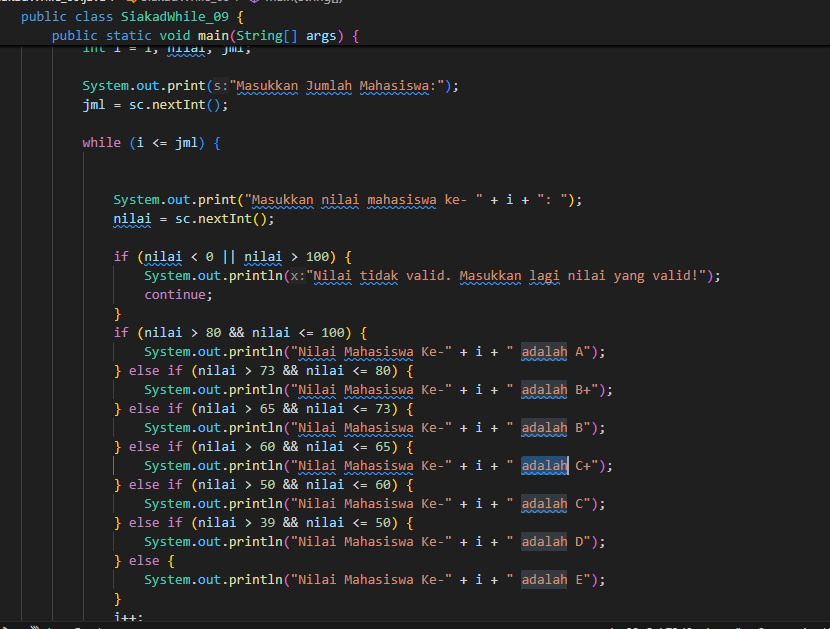 public class SiakadWhile_09 {
public static void main(String[] args) {
int i = 1, nilai, jml;
System.out.print(s:"Masukkan Jumlah Mahasiswa:");
jml = sc.nextInt();
while (i <= jml) {
System.out.print("Masukkan nilai mahasiswa ke- " + i + ": ");
nilai = sc.nextInt();
if (nilai < 0 || nilai > 100) {
System.out.println(x:"Nilai tidak valid. Masukkan lagi nilai yang valid!");
continue;
}
if (nilai > 80 && nilai <= 100) {
System.out.println("Nilai Mahasiswa Ke-" + i + " adalah A");
} else if (nilai > 73 && nilai <= 80) {
System.out.println("Nilai Mahasiswa Ke-" + i + " adalah B+");
} else if (nilai > 65 && nilai <= 73) {
System.out.println("Nilai Mahasiswa Ke-" + i + " adalah B");
} else if (nilai > 60 && nilai <= 65) {
System.out.println("Nilai Mahasiswa Ke-" + i + " adalah C+");
} else if (nilai > 50 && nilai <= 60) {
System.out.println("Nilai Mahasiswa Ke-" + i + " adalah C");
} else if (nilai > 39 && nilai <= 50) {
System.out.println("Nilai Mahasiswa Ke-" + i + " adalah D");
} else {
System.out.println("Nilai Mahasiswa Ke-" + i + " adalah E");
}
i++;